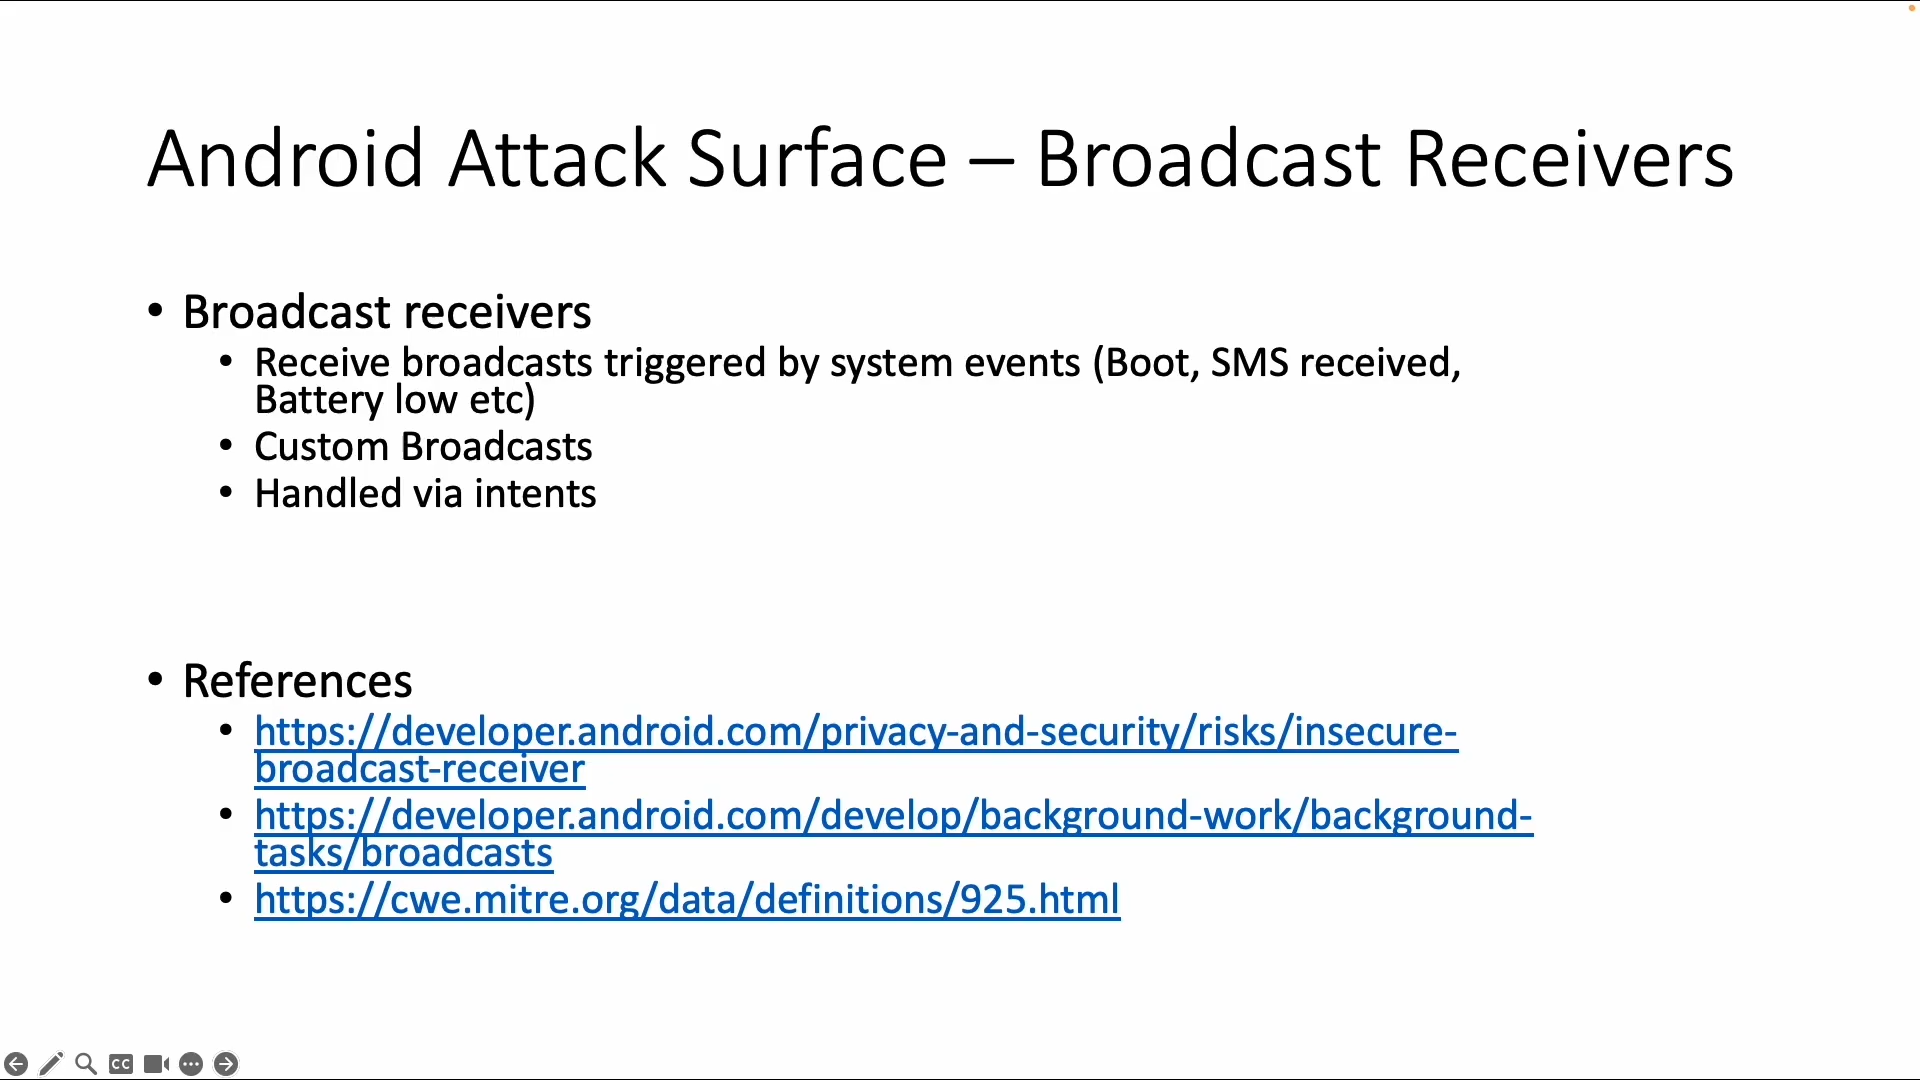 Android Attack Surface – Broadcast Receivers
• Broadcast receivers
• Receive broadcasts triggered by system events (Boot, SMS received,
Battery low etc)
• Custom Broadcasts
• Handled via intents
• References
• https://developer.android.com/privacy-and-security/risks/insecure-
broadcast-receiver
• https://developer.android.com/develop/background-work/background-
tasks/broadcasts
• https://cwe.mitre.org/data/definitions/925.html
CC